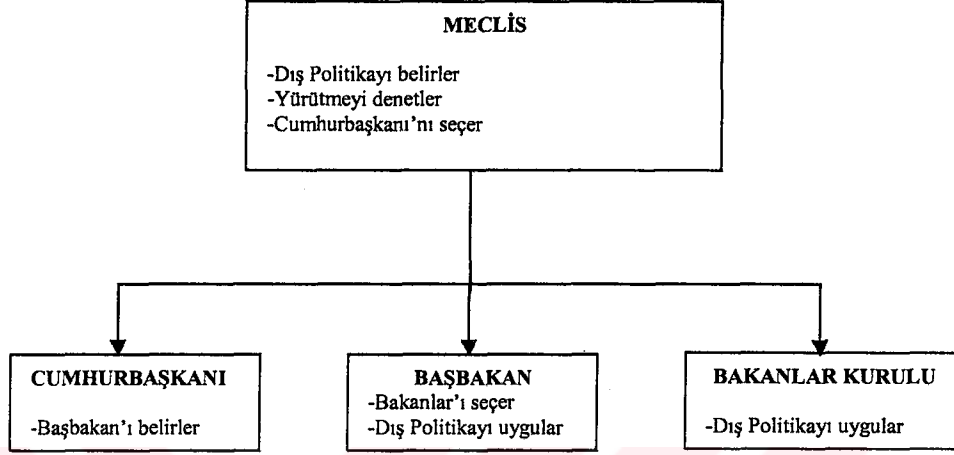 MECLİS
-Dış Politikayı belirler
-Yürütmeyi denetler
-Cumhurbaşkanı'nı seçer
CUMHURBAŞKANI
-Başbakan'ı belirler
BAŞBAKAN
-Bakanlar'ı seçer
-Dış Politikayı uygular
BAKANLAR KURULU
-Dış Politikayı uygular